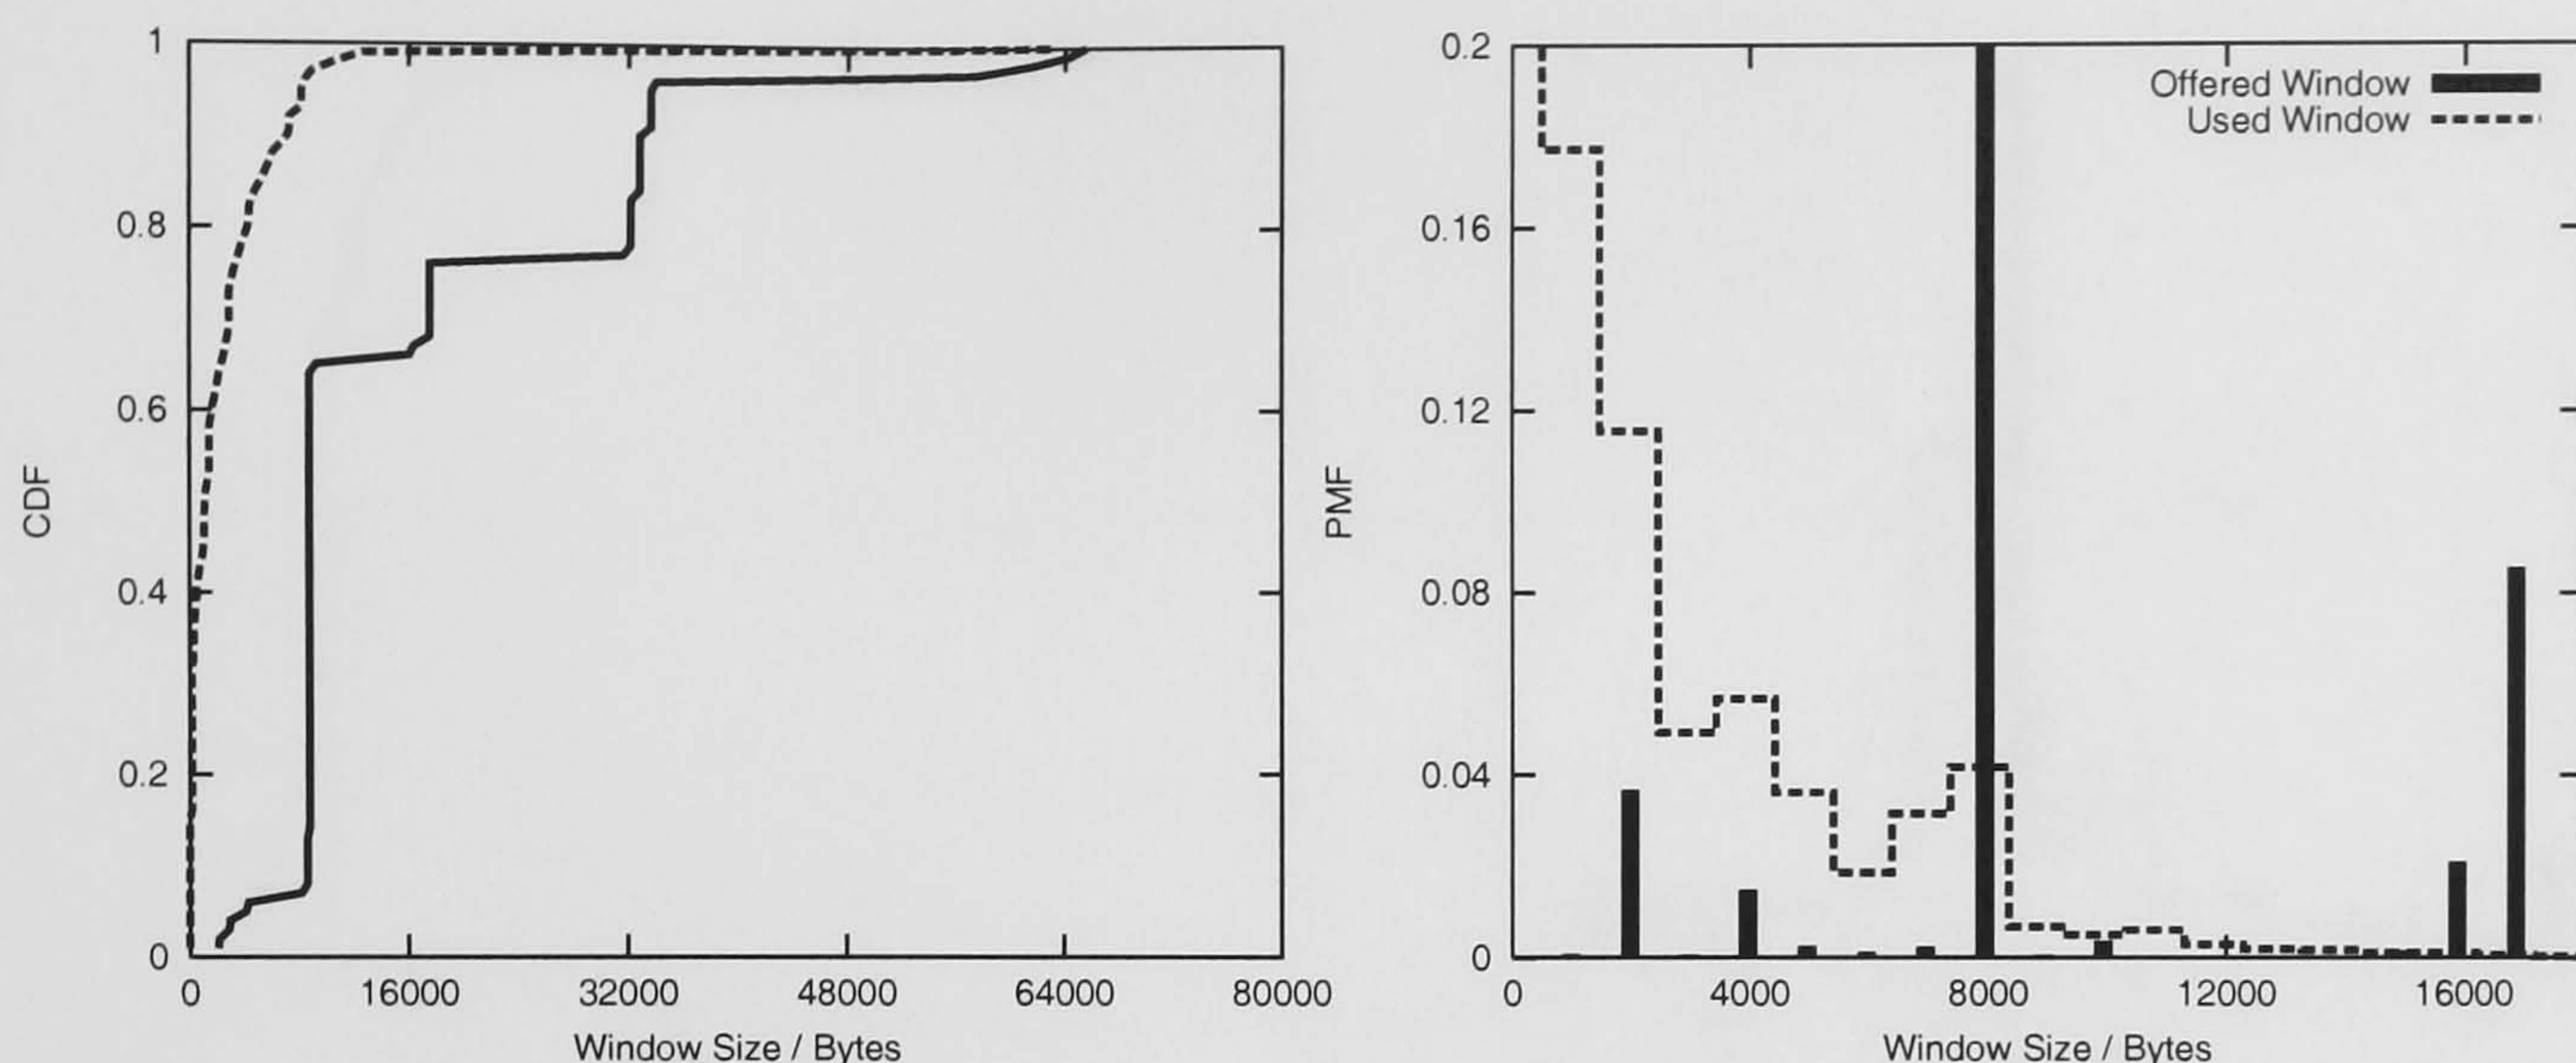 1
0.8
0.6
0.4
0.2
0
CDF
0 16000 32000 48000 64000 80000
Window Size / Bytes
0.2
0.16
0.12
0.08
0.04
0
PMF
Offered Window
Used Window
0 4000 8000 12000 16000
Window Size / Bytes